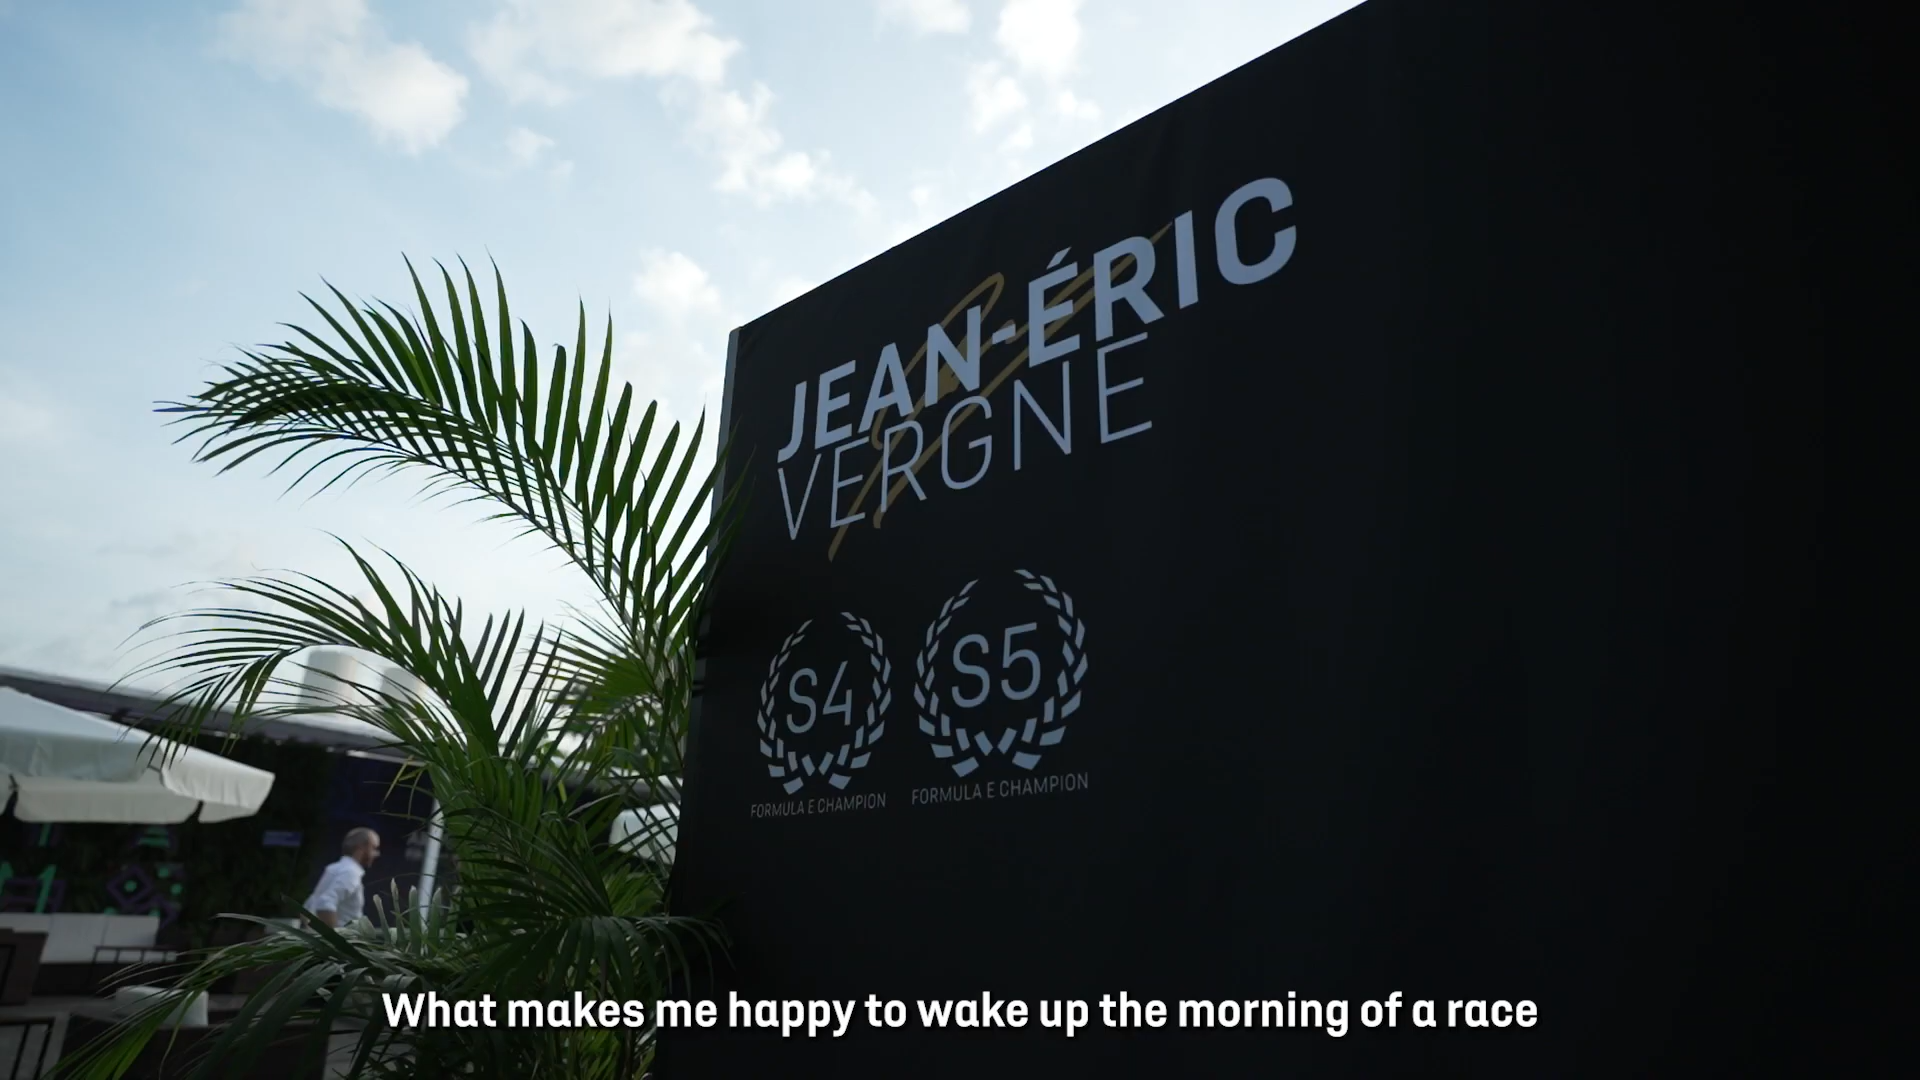 JEAN-ÉRIC
VERGNE
S4
FORMULA E CHAMPION
S5
FORMULA E CHAMPION
What makes me happy to wake up the morning of a race